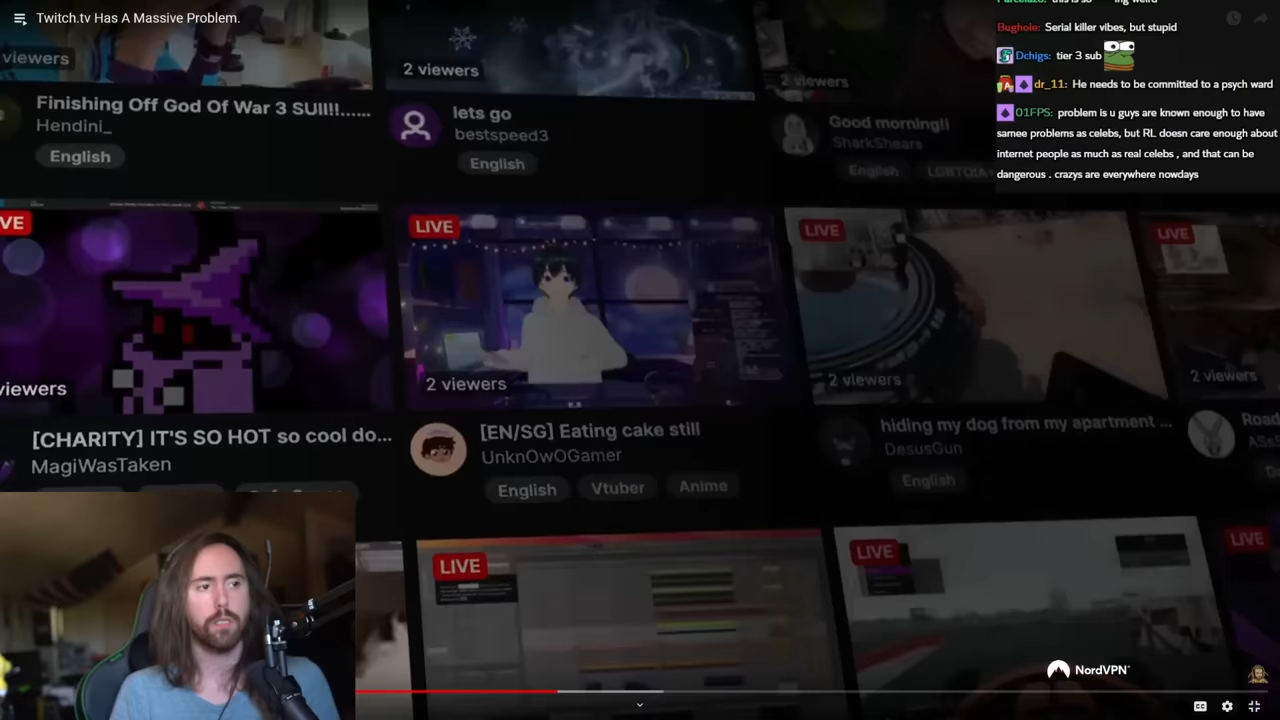 Twitch.tv Has A Massive Problem.
viewers
2 viewers
2 viewers
Finishing Off God Of War 3 SUI!!......
Hendini_
English
lets go
bestspeed3
English
Good morning!!
SharkShears
English
LGBTQIA+
Bughole: Serial killer vibes, but stupid
Dchigs: tier 3 sub
dr_11: He needs to be committed to a psych ward
01FPS: problem is u guys are known enough to have
samee problems as celebs, but RL doesn care enough about
internet people as much as real celebs , and that can be
dangerous . crazys are everywhere nowdays
VE
LIVE
LIVE
LIVE
viewers
2 viewers
2 viewers
2 viewers
[CHARITY] IT'S SO HOT so cool do...
MagiWasTaken
[EN/SG] Eating cake still
UnknOwOGamer
English
Vtuber
Anime
hiding my dog from my apartment ...
DesusGun
English
Road
LIVE
LIVE
LIVE
NordVPN